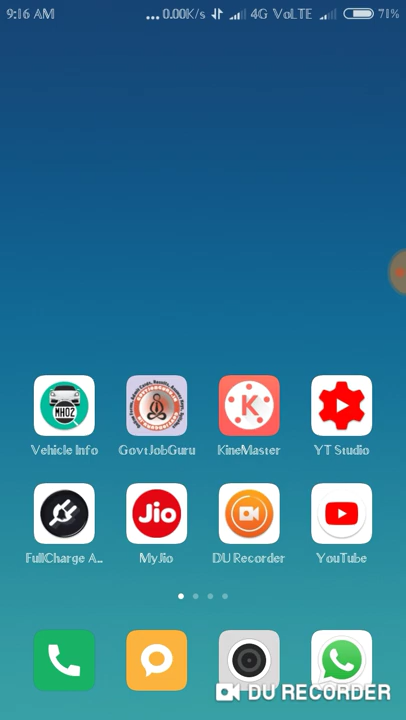 9:16 AM ... 0.00K/s 4G VoLTE 71%
MH02
K
Vehicle Info GovtJobGuru KineMaster YT Studio
Jio
FullCharge A... MyJio DU Recorder YouTube
DU RECORDER